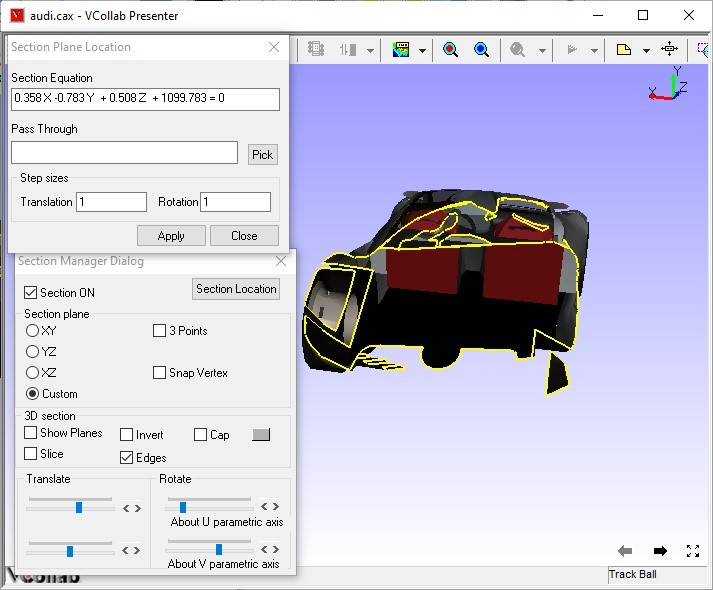 audi.cax - VCollab Presenter
Section Plane Location
Section Equation
0.358 X -0.783 Y + 0.508 Z + 1099.783 = 0
Pass Through
Pick
Step sizes
Translation 1 Rotation 1
Apply Close
Section Manager Dialog
Section ON Section Location
Section plane
XY 3 Points
YZ
XZ Snap Vertex
Custom
3D section
Show Planes Invert Cap
Slice Edges
Translate Rotate
< > < >
About U parametric axis
< > < >
About V parametric axis
VCollab
Track Ball
Y
X Z